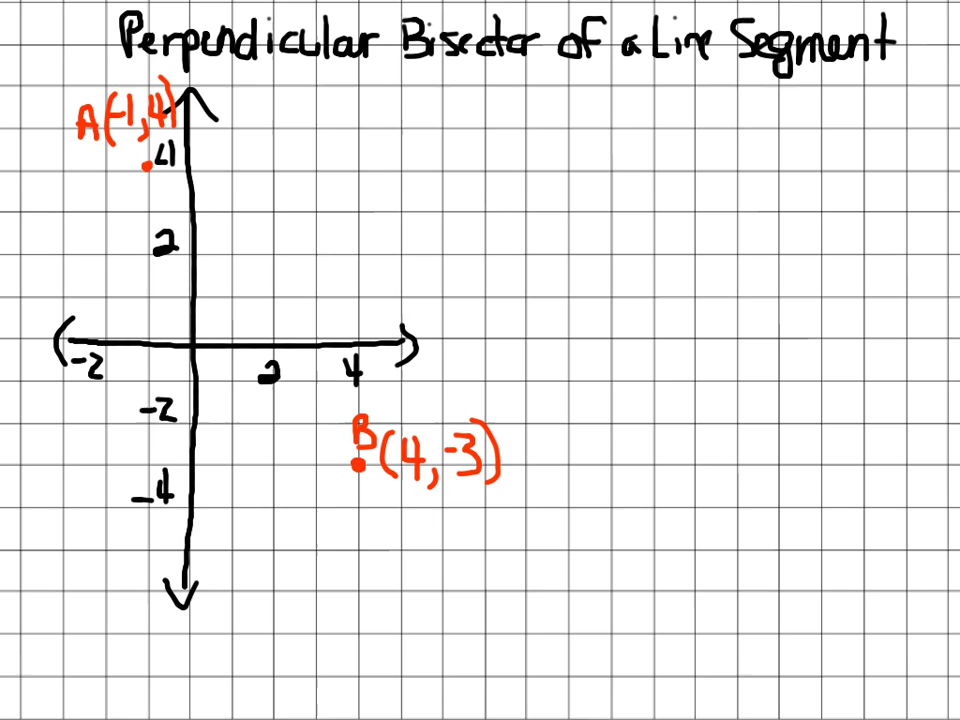 Perpendicular Bisector of a Line Segment
A(-1,4)
4
2
-2 2 4
-2
B(4,-3)
-4